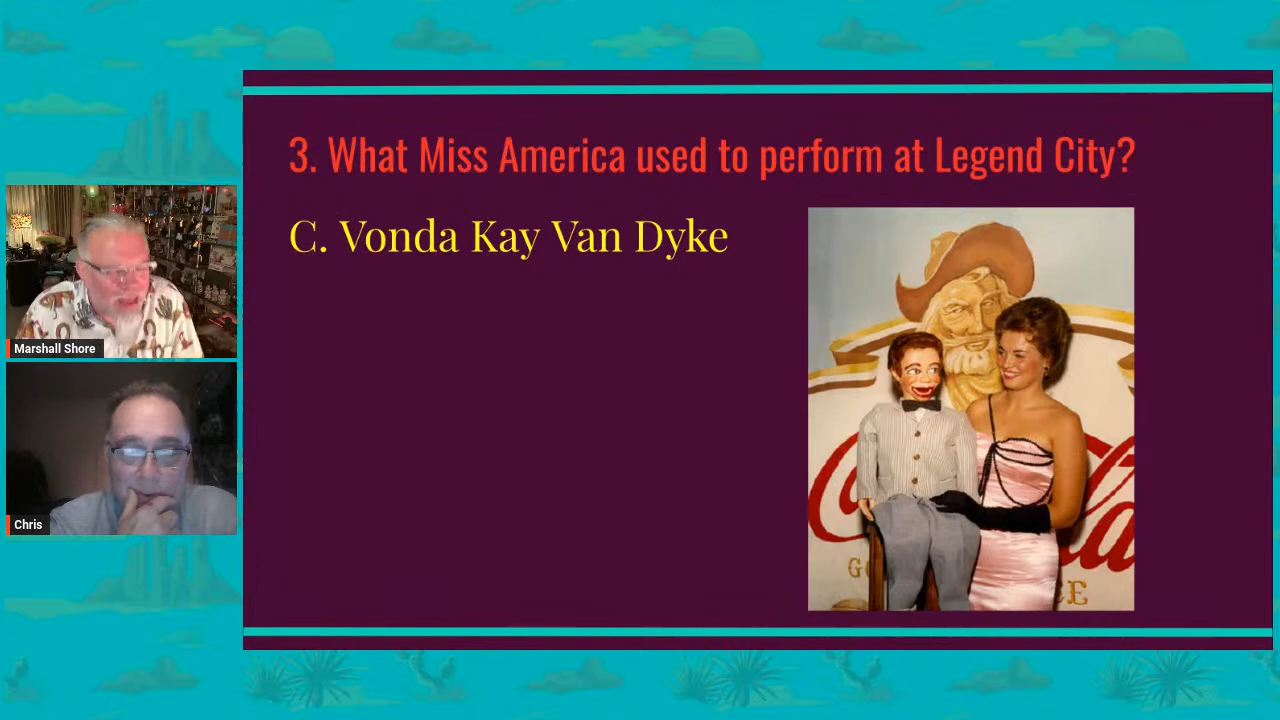 3. What Miss America used to perform at Legend City?
C. Vonda Kay Van Dyke
Marshall Shore
Chris